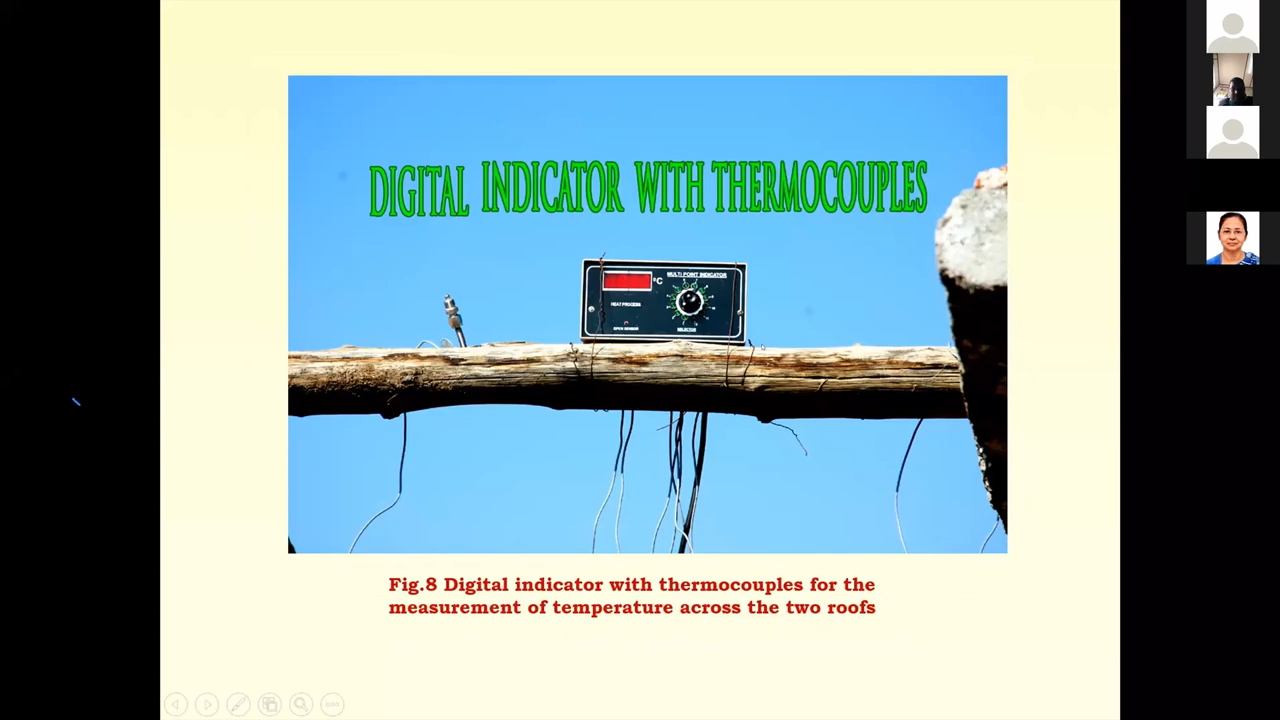 DIGITAL INDICATOR WITH THERMOCOUPLES
°C
MULTI POINT INDICATOR
HEAT PROCESS
OPEN SENSOR
SELECTOR
Fig.8 Digital indicator with thermocouples for the
measurement of temperature across the two roofs